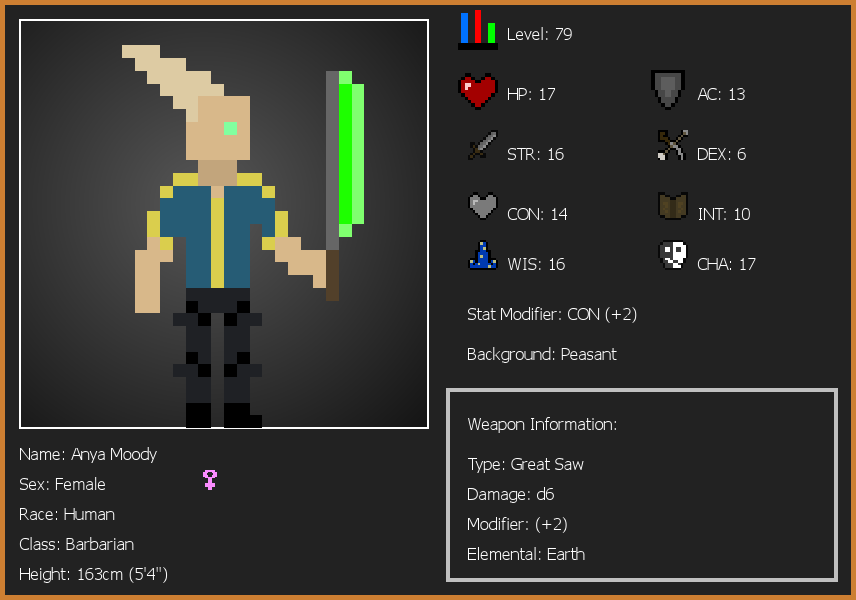 Level: 79
HP: 17
AC: 13
STR: 16
DEX: 6
CON: 14
INT: 10
WIS: 16
CHA: 17
Stat Modifier: CON (+2)
Background: Peasant
Weapon Information:
Type: Great Saw
Damage: d6
Modifier: (+2)
Elemental: Earth
Name: Anya Moody
Sex: Female
Race: Human
Class: Barbarian
Height: 163cm (5'4")